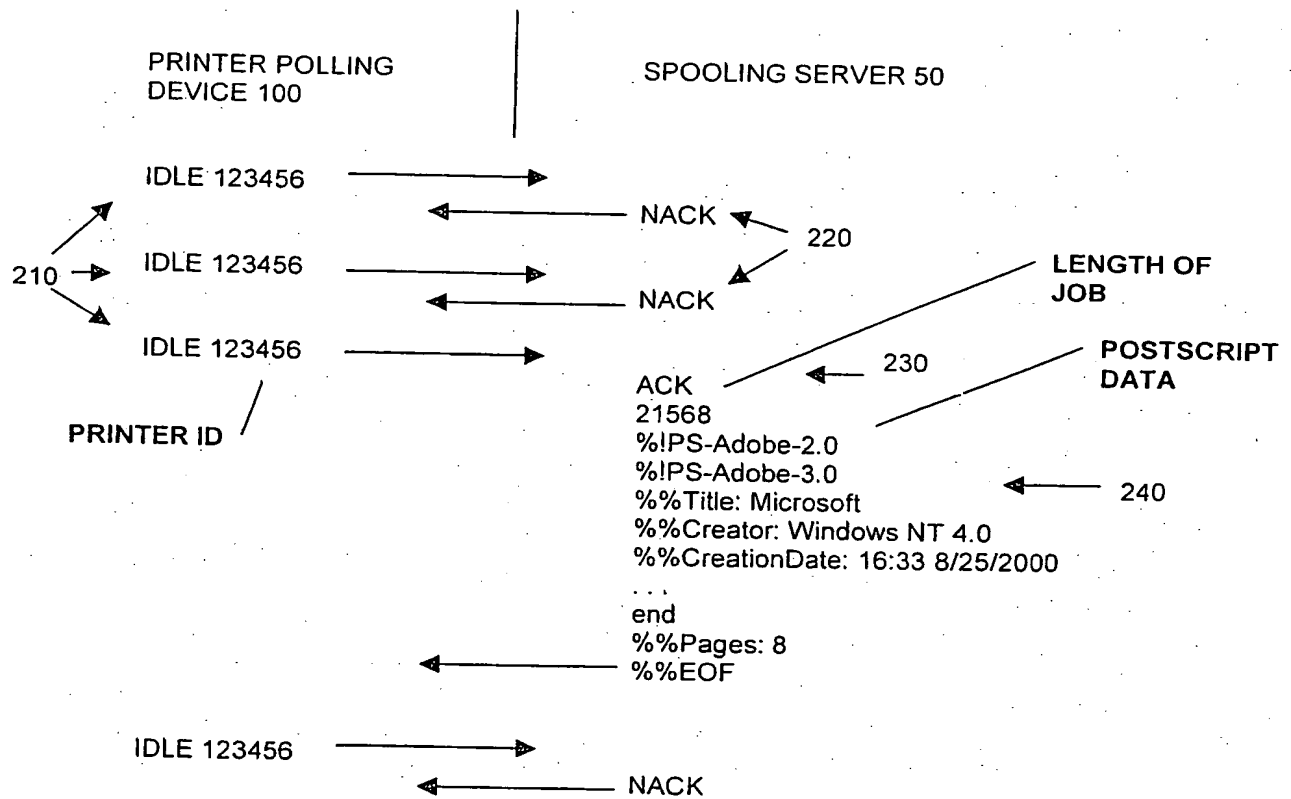 PRINTER POLLING
DEVICE 100
SPOOLING SERVER 50
IDLE 123456
NACK
220
210
IDLE 123456
NACK
LENGTH OF
JOB
IDLE 123456
230
POSTSCRIPT
DATA
ACK
PRINTER ID
21568
%!PS-Adobe-2.0
%!PS-Adobe-3.0
240
%%Title: Microsoft
%%Creator: Windows NT 4.0
%%CreationDate: 16:33 8/25/2000
...
end
%%Pages: 8
%%EOF
IDLE 123456
NACK